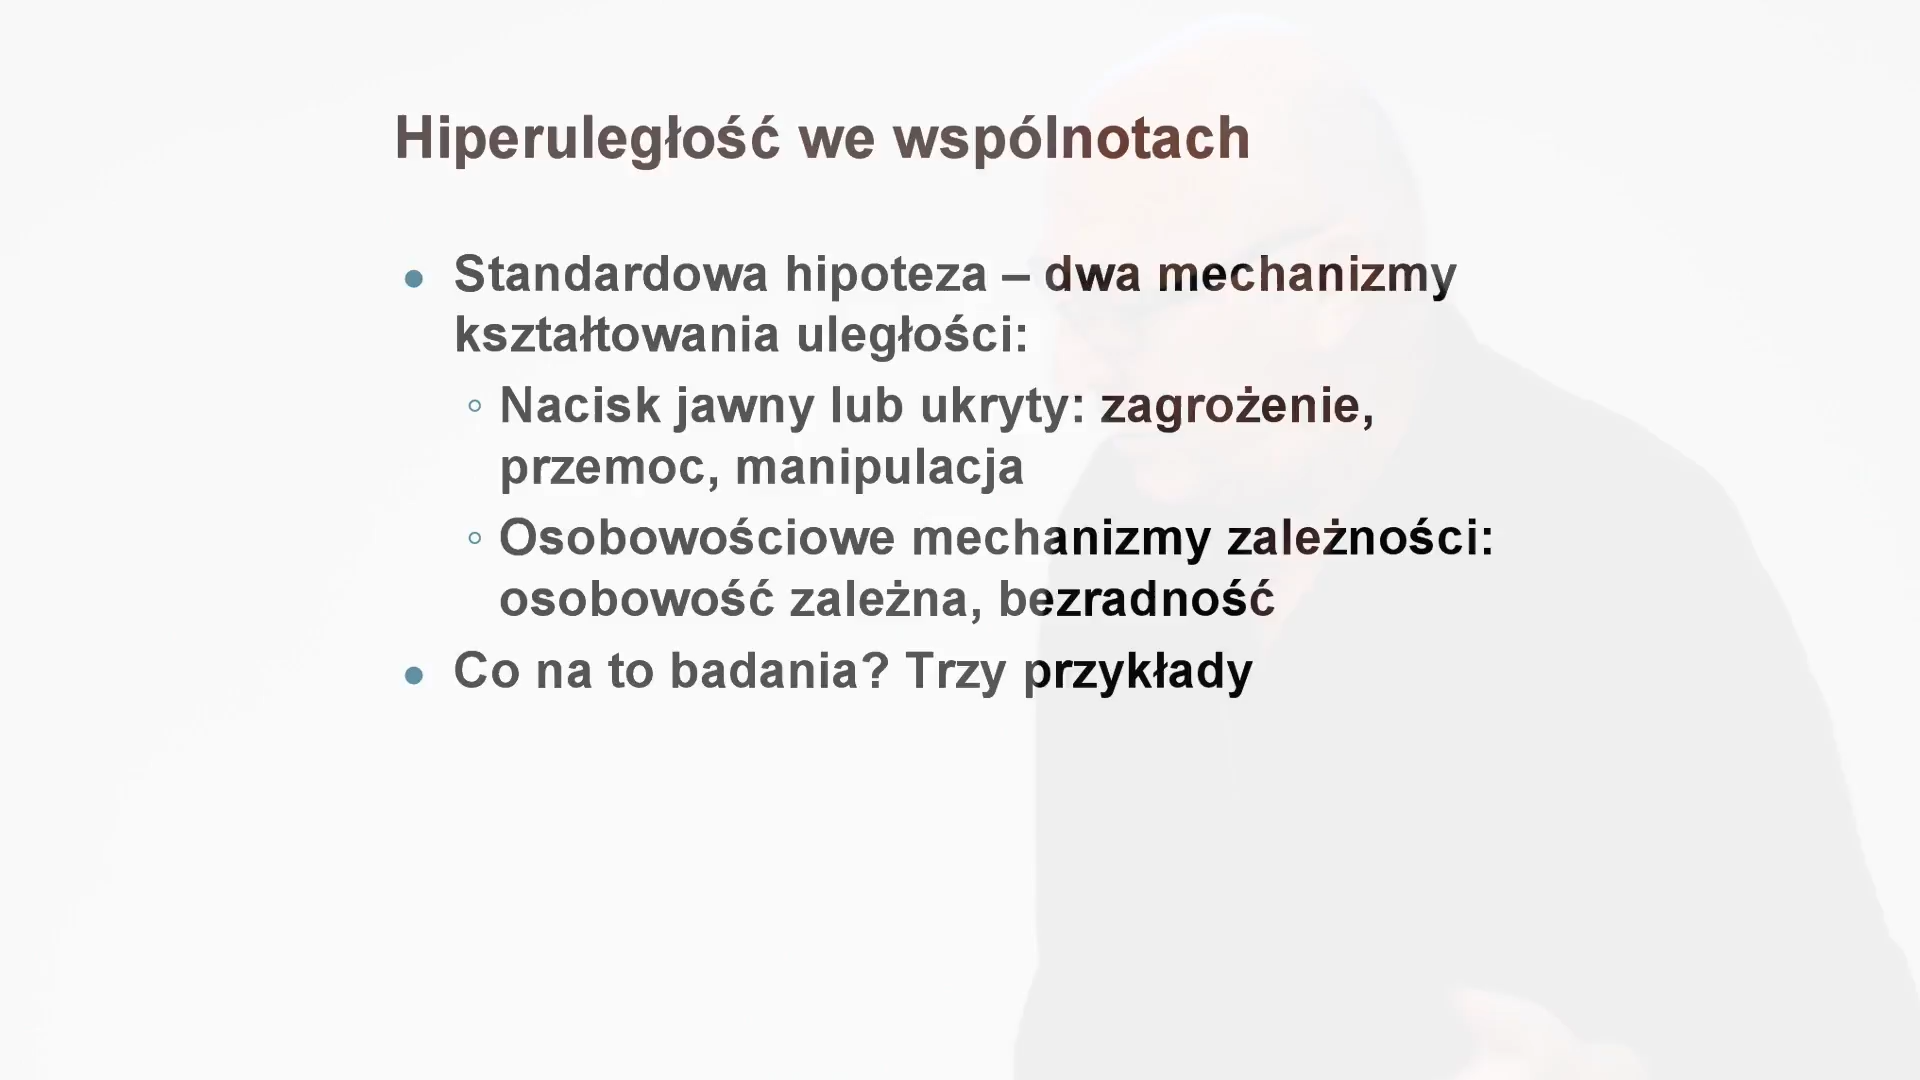 Hiperuległość we wspólnotach
• Standardowa hipoteza – dwa mechanizmy
kształtowania uległości:
◦ Nacisk jawny lub ukryty: zagrożenie,
przemoc, manipulacja
◦ Osobowościowe mechanizmy zależności:
osobowość zależna, bezradność
• Co na to badania? Trzy przykłady